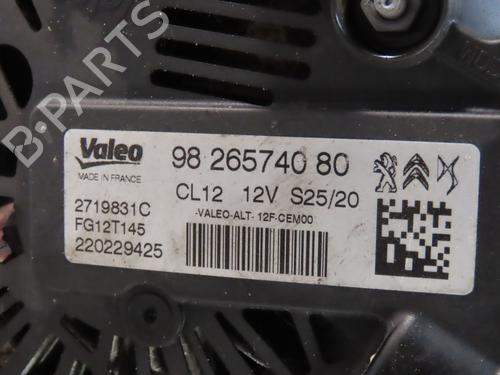 B-PARTS
Valeo
MADE IN FRANCE
98 265740 80
CL12 12V S25/20
-VALEO-ALT- 12F-CEM00
2719831C
FG12T145
220229425